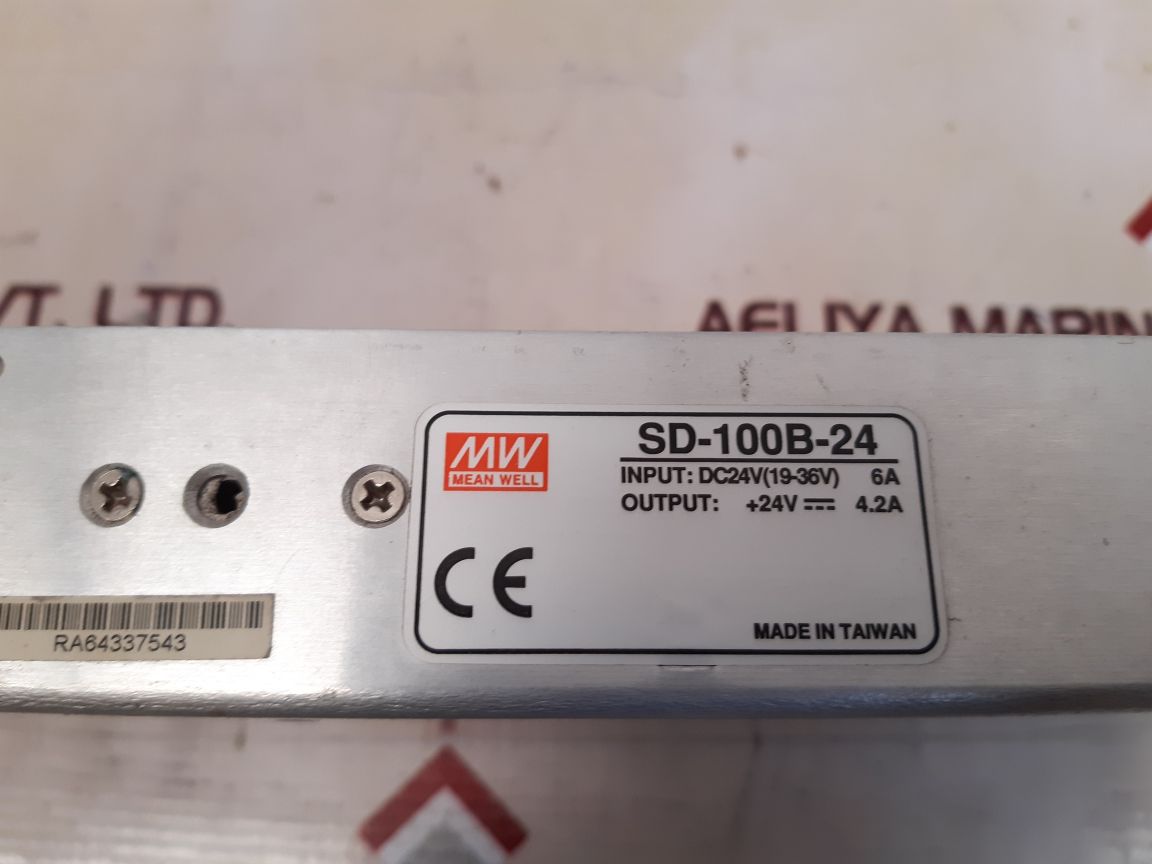 VT. LTD
AELIYA MARIN
MW
MEAN WELL
SD-100B-24
INPUT: DC24V(19-36V) 6A
OUTPUT: +24V ⎓ 4.2A
CE
MADE IN TAIWAN
RA64337543